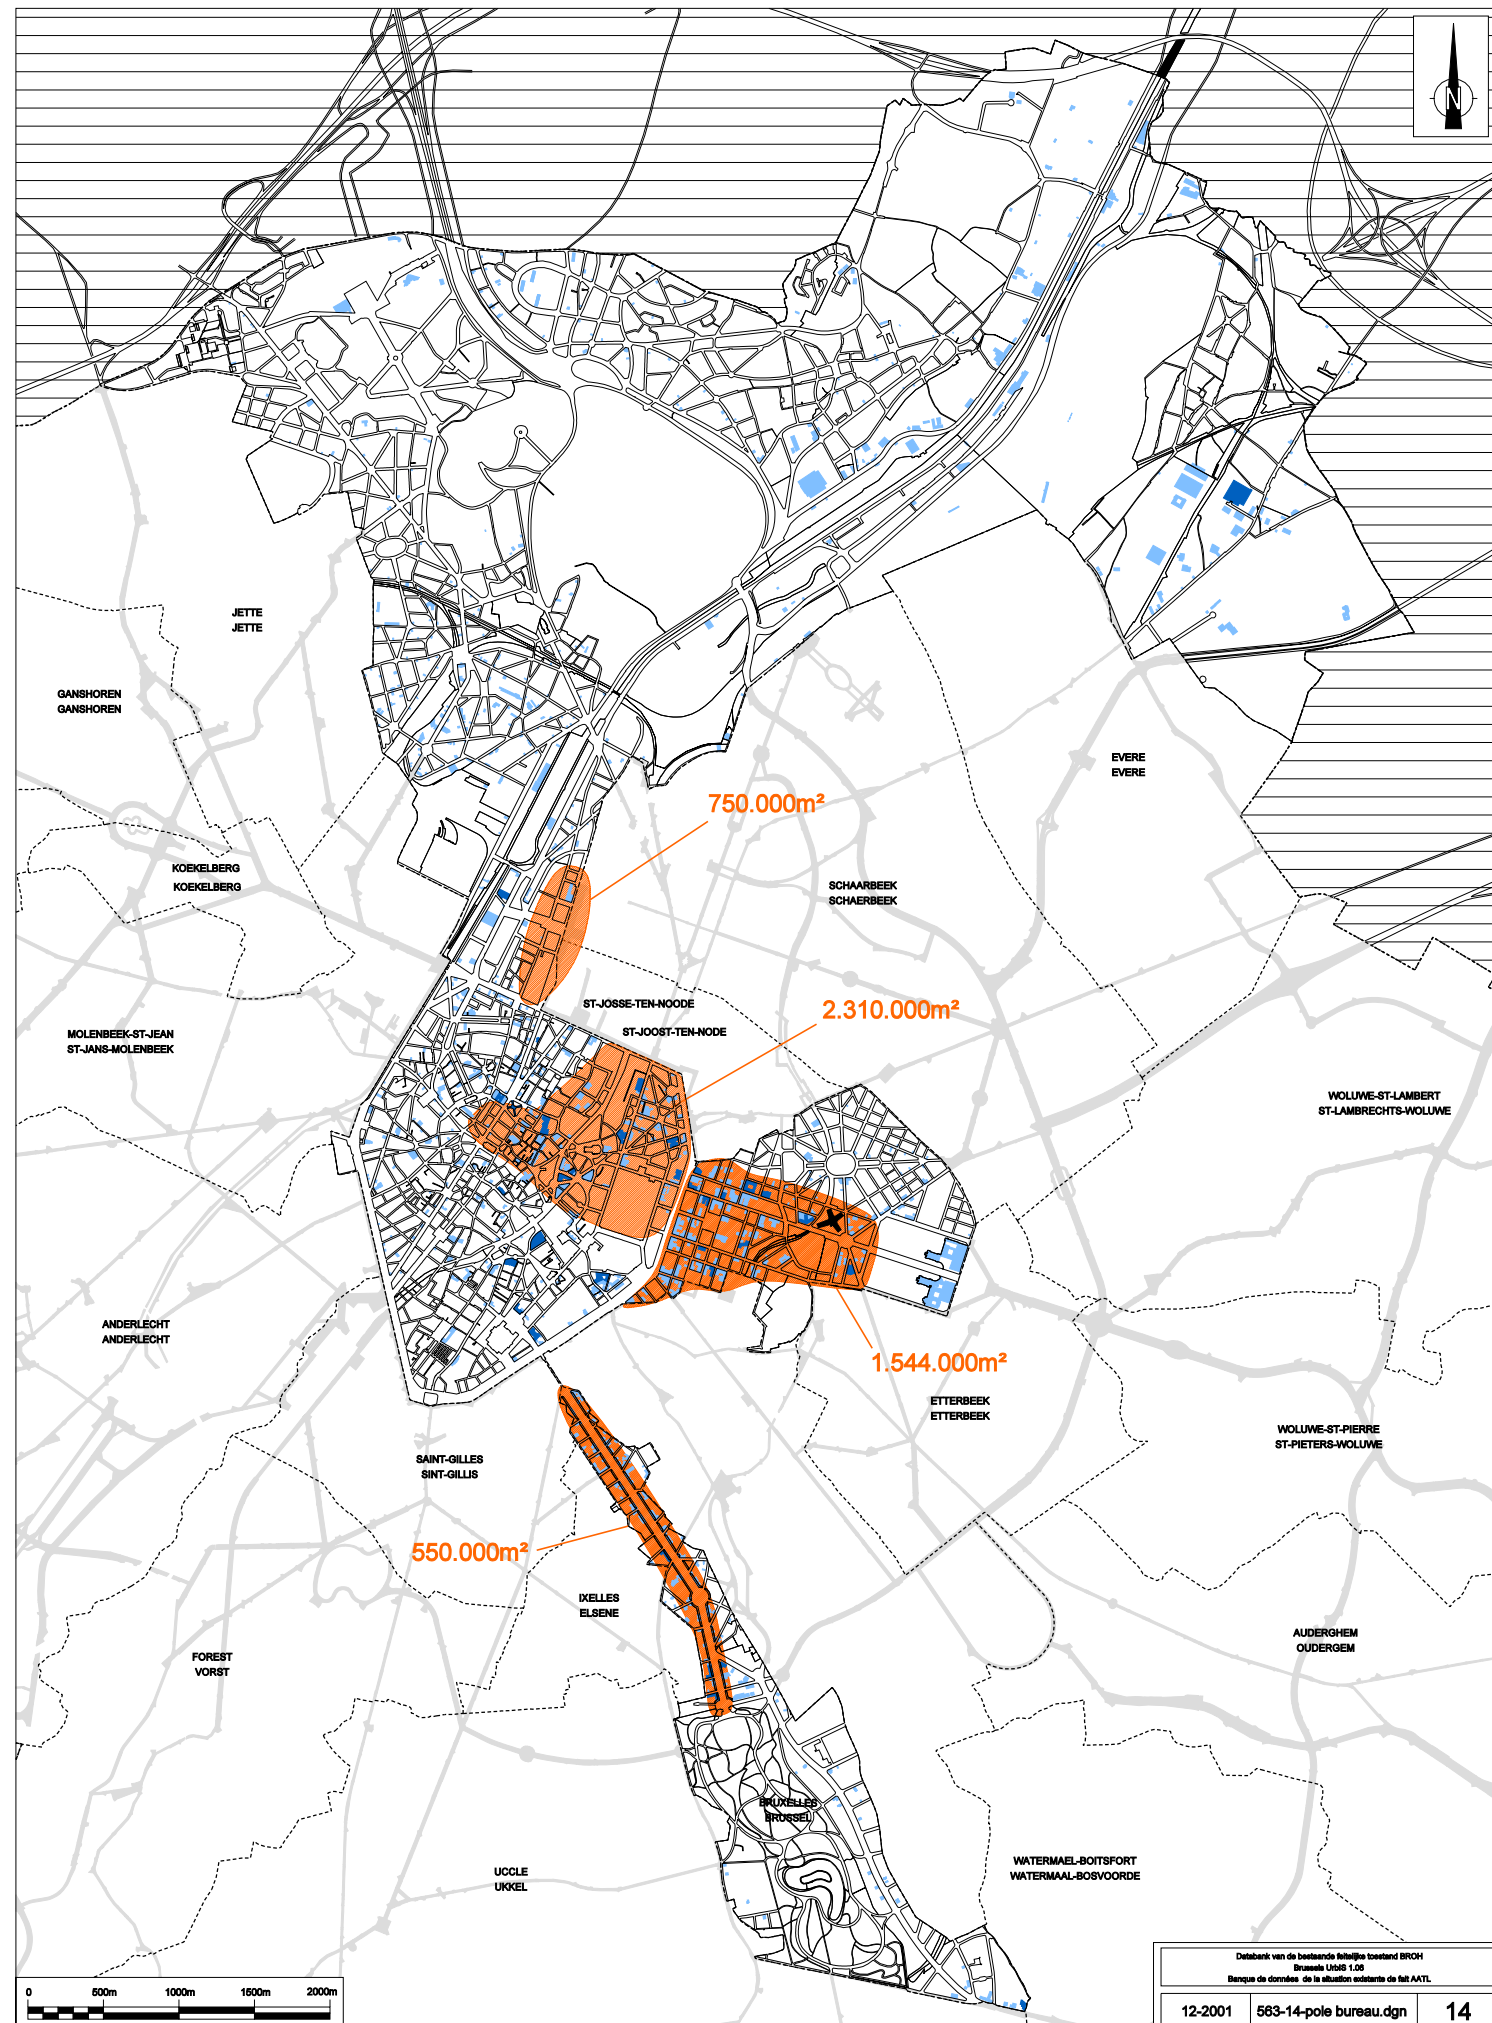 N
JETTE
JETTE
GANSHOREN
GANSHOREN
EVERE
EVERE
750.000m²
KOEKELBERG
KOEKELBERG
SCHAARBEEK
SCHAERBEEK
ST-JOSSE-TEN-NOODE
2.310.000m²
ST-JOOST-TEN-NODE
MOLENBEEK-ST-JEAN
ST-JANS-MOLENBEEK
WOLUWE-ST-LAMBERT
ST-LAMBRECHTS-WOLUWE
ANDERLECHT
ANDERLECHT
1.544.000m²
ETTERBEEK
ETTERBEEK
WOLUWE-ST-PIERRE
ST-PIETERS-WOLUWE
SAINT-GILLES
SINT-GILLIS
550.000m²
IXELLES
ELSENE
AUDERGHEM
OUDERGEM
FOREST
VORST
BRUXELLES
BRUSSEL
WATERMAEL-BOITSFORT
WATERMAAL-BOSVOORDE
UCCLE
UKKEL
Databank van de bestaande feitelijke toestand BROH
Brussels UrbIS 1.06
Banque de données de la situation existante de fait AATL
0 500m 1000m 1500m 2000m
12-2001 563-14-pole bureau.dgn 14